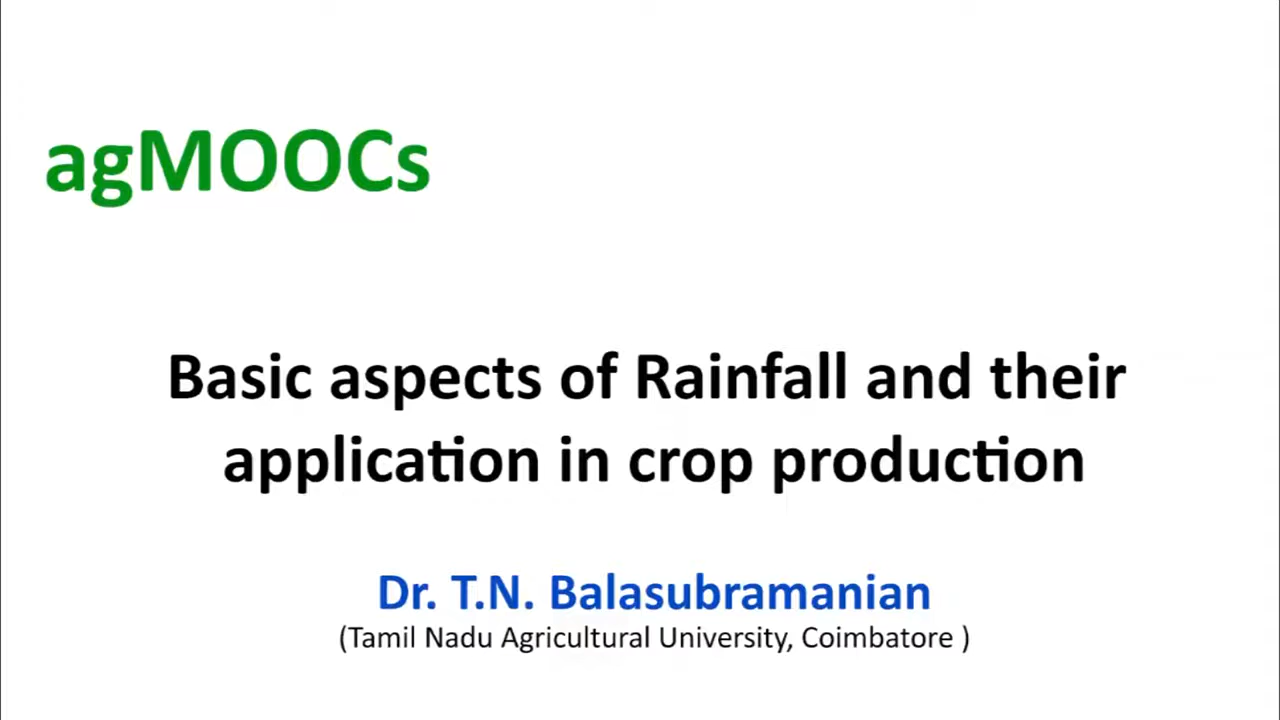 agMOOCs
Basic aspects of Rainfall and their
application in crop production
Dr. T.N. Balasubramanian
(Tamil Nadu Agricultural University, Coimbatore )